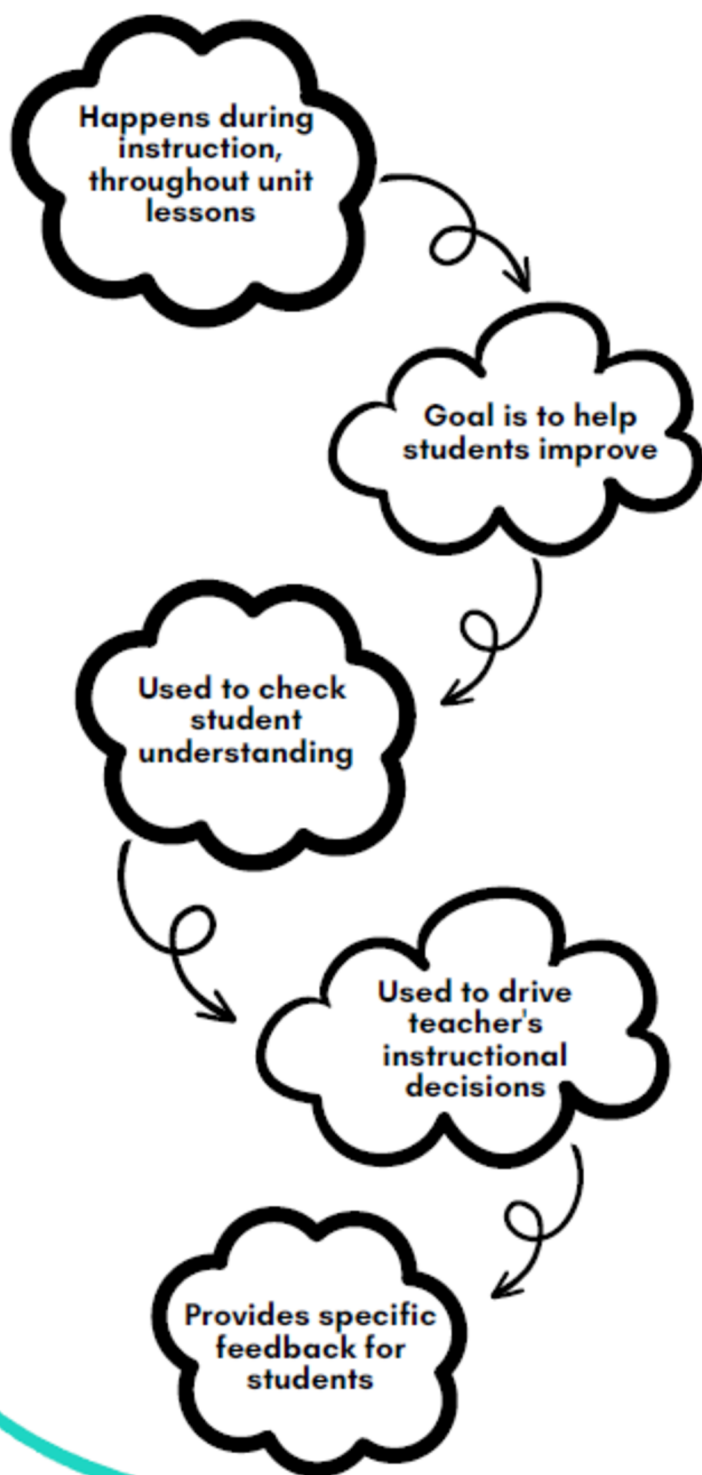 Happens during
instruction,
throughout unit
lessons
Goal is to help
students improve
Used to check
student
understanding
Used to drive
teacher's
instructional
decisions
Provides specific
feedback for
students